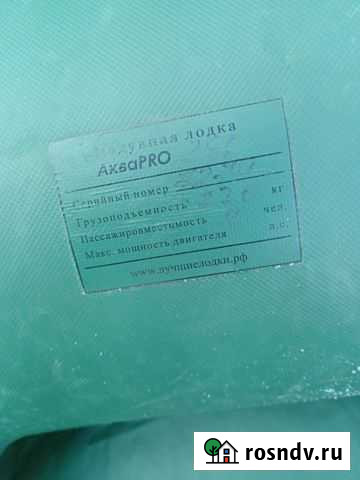 Надувная лодка
АкваPRO
Серийный номер
Грузоподъемность кг
Пассажировместимость чел.
Макс. мощность двигателя л.с.
www.лучшиелодки.рф
rosndv.ru